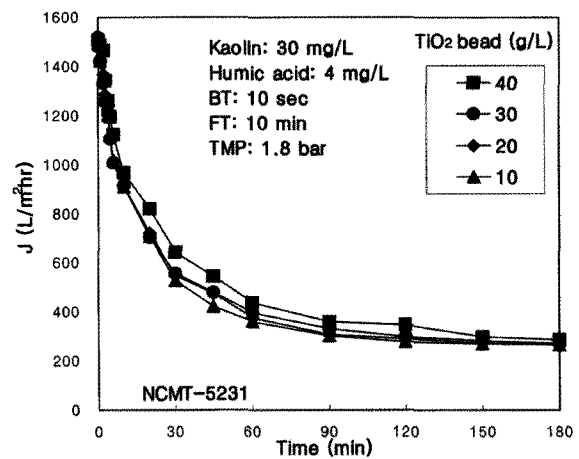 TiO2 bead (g/L)
Kaolin: 30 mg/L
Humic acid: 4 mg/L
BT: 10 sec
FT: 10 min
TMP: 1.8 bar
40
30
20
10
J (L/m²hr)
1600
1400
1200
1000
800
600
400
200
0
NCMT-5231
0 30 60 90 120 150 180
Time (min)